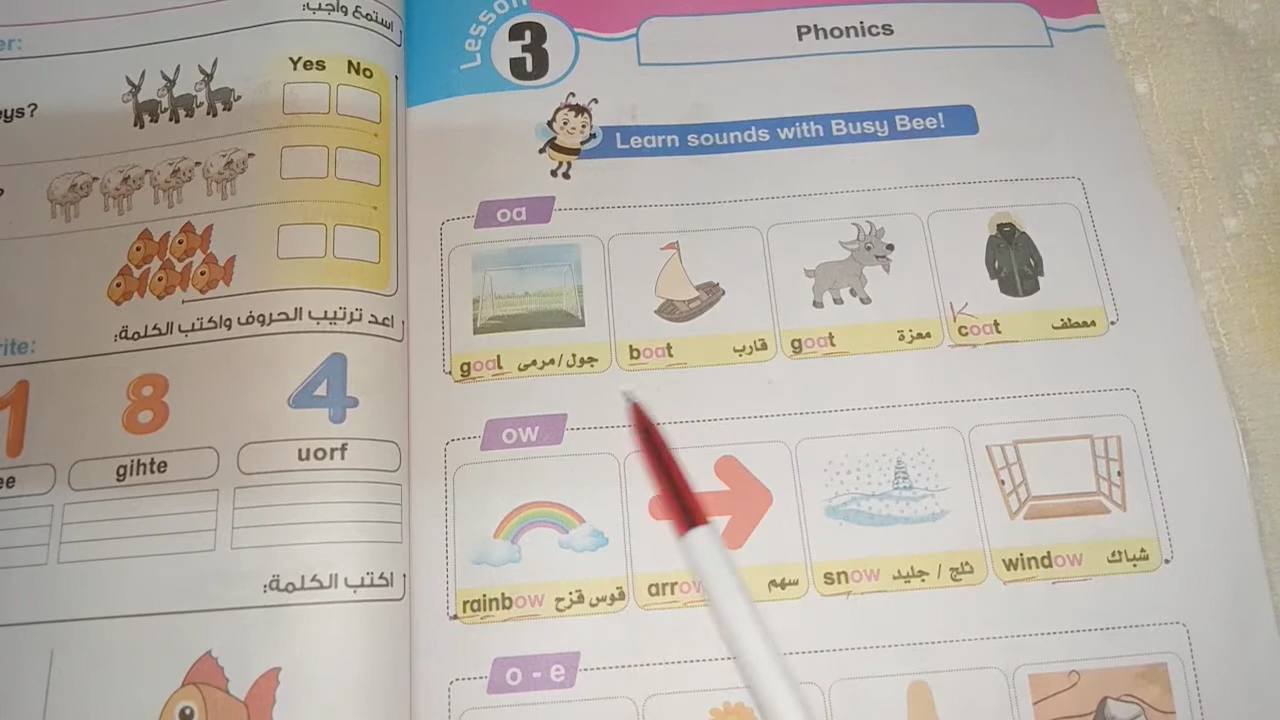 استمع وأجب:
er:
Yes No
eys?
?
اعد ترتيب الحروف واكتب الكلمة:
rite:
1 8 4
ee gihte uorf
اكتب الكلمة:
Lesson 3
Phonics
Learn sounds with Busy Bee!
oa
goal جول/مرمى
boat قارب
goat معزة
K
coat معطف
ow
rainbow قوس قزح
arrow سهم
snow ثلج / جليد
window شباك
o - e